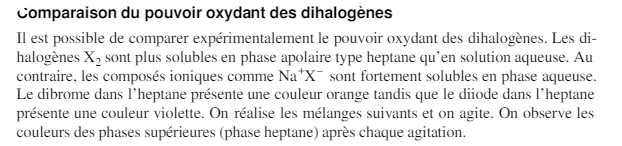 Comparaison du pouvoir oxydant des dihalogènes
Il est possible de comparer expérimentalement le pouvoir oxydant des dihalogènes. Les di-
halogènes X₂ sont plus solubles en phase apolaire type heptane qu'en solution aqueuse. Au
contraire, les composés ioniques comme Na⁺X⁻ sont fortement solubles en phase aqueuse.
Le dibrome dans l'heptane présente une couleur orange tandis que le diiode dans l'heptane
présente une couleur violette. On réalise les mélanges suivants et on agite. On observe les
couleurs des phases supérieures (phase heptane) après chaque agitation.